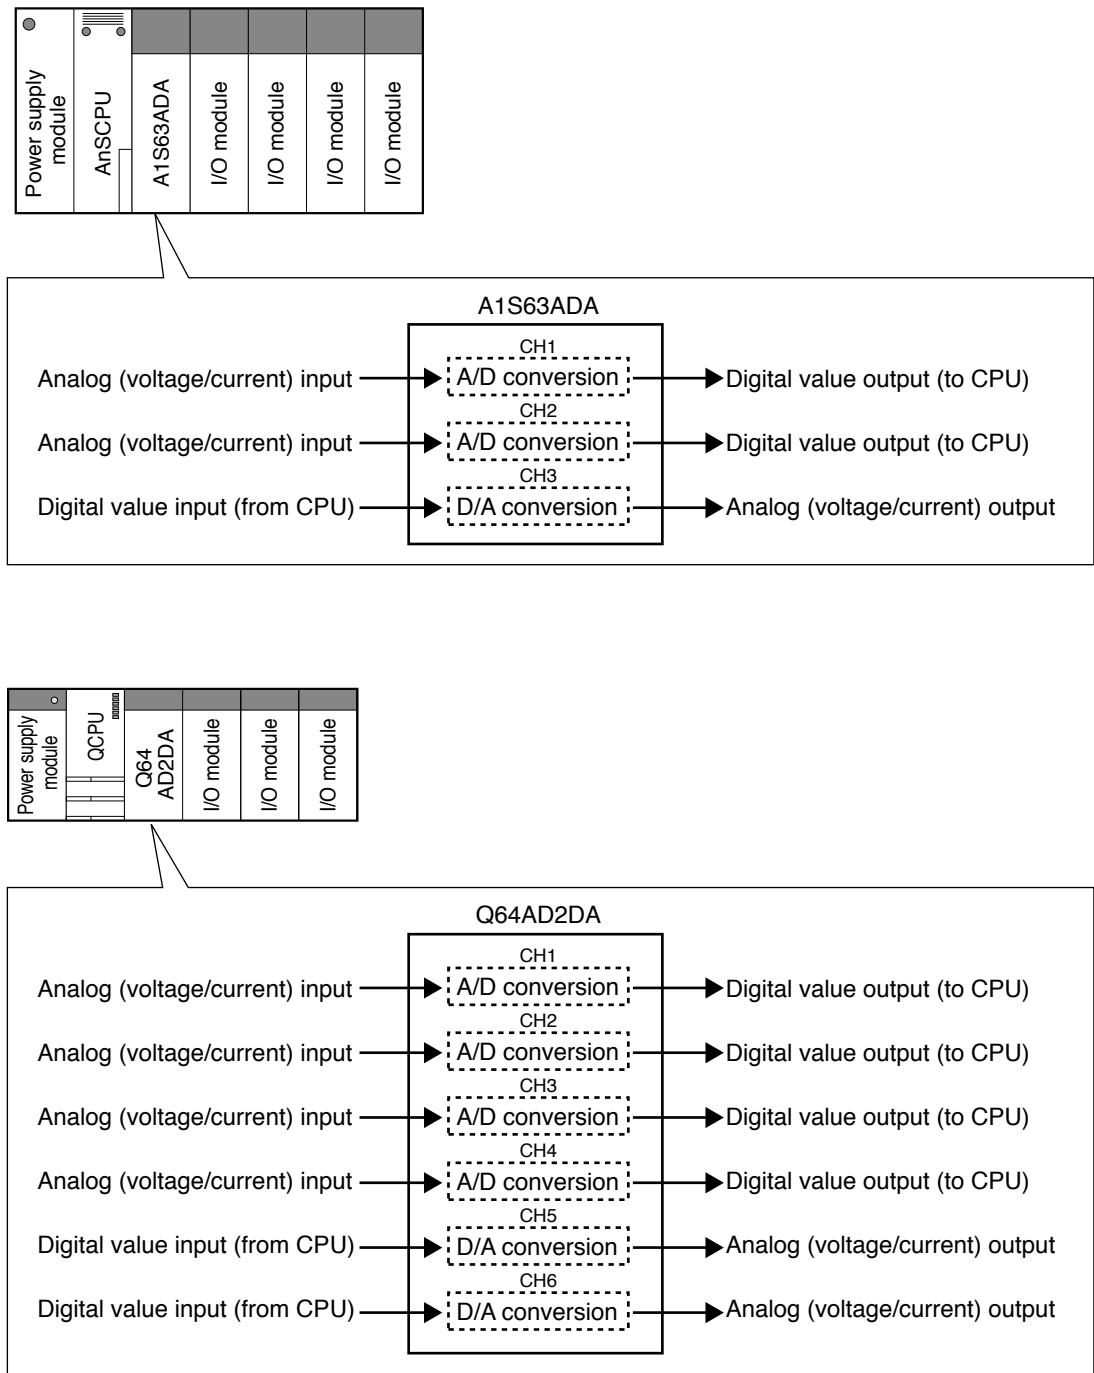 Power supply
module
AnSCPU
A1S63ADA
I/O module
I/O module
I/O module
I/O module
A1S63ADA
CH1
Analog (voltage/current) input A/D conversion Digital value output (to CPU)
CH2
Analog (voltage/current) input A/D conversion Digital value output (to CPU)
CH3
Digital value input (from CPU) D/A conversion Analog (voltage/current) output
Power supply
module
QCPU
Q64
AD2DA
I/O module
I/O module
I/O module
Q64AD2DA
CH1
Analog (voltage/current) input A/D conversion Digital value output (to CPU)
CH2
Analog (voltage/current) input A/D conversion Digital value output (to CPU)
CH3
Analog (voltage/current) input A/D conversion Digital value output (to CPU)
CH4
Analog (voltage/current) input A/D conversion Digital value output (to CPU)
CH5
Digital value input (from CPU) D/A conversion Analog (voltage/current) output
CH6
Digital value input (from CPU) D/A conversion Analog (voltage/current) output